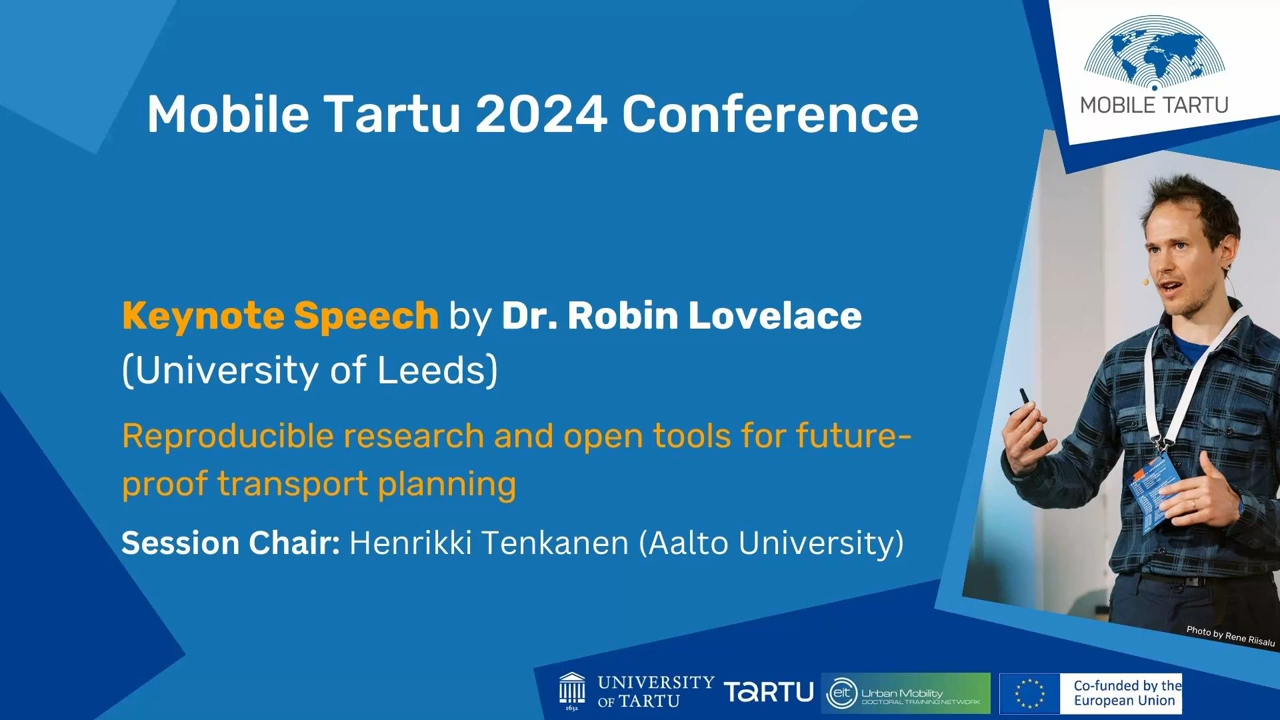 Mobile Tartu 2024 Conference
MOBILE TARTU
Keynote Speech by Dr. Robin Lovelace
(University of Leeds)
Reproducible research and open tools for future-
proof transport planning
Session Chair: Henrikki Tenkanen (Aalto University)
Photo by Rene Riisalu
UNIVERSITY
OF TARTU
1632
TARTU
eit Urban Mobility
DOCTORAL TRAINING NETWORK
Co-funded by the
European Union